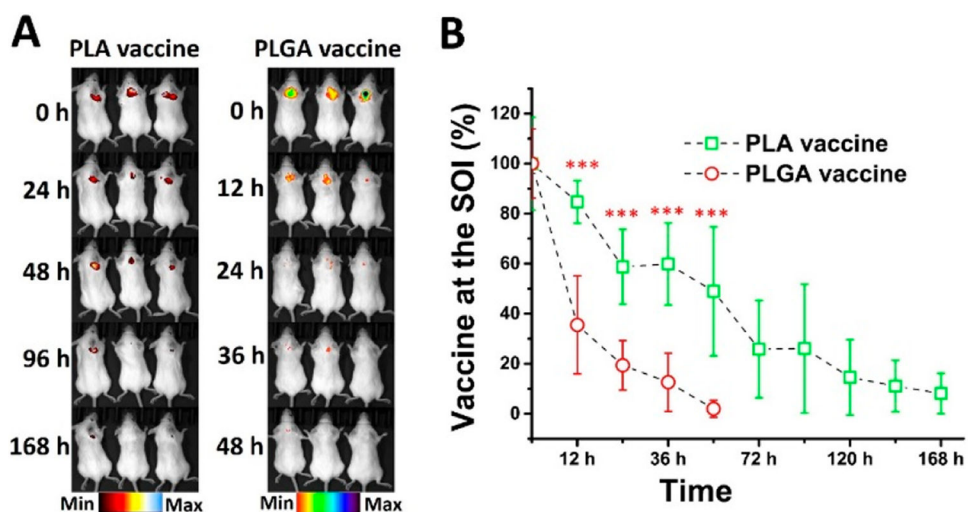 A
PLA vaccine
PLGA vaccine
0 h
24 h
48 h
96 h
168 h
Min
Max
0 h
12 h
24 h
36 h
48 h
Min
Max
B
Vaccine at the SOI (%)
120
100
80
60
40
20
0
***
***
***
***
PLA vaccine
PLGA vaccine
12 h
36 h
72 h
120 h
168 h
Time